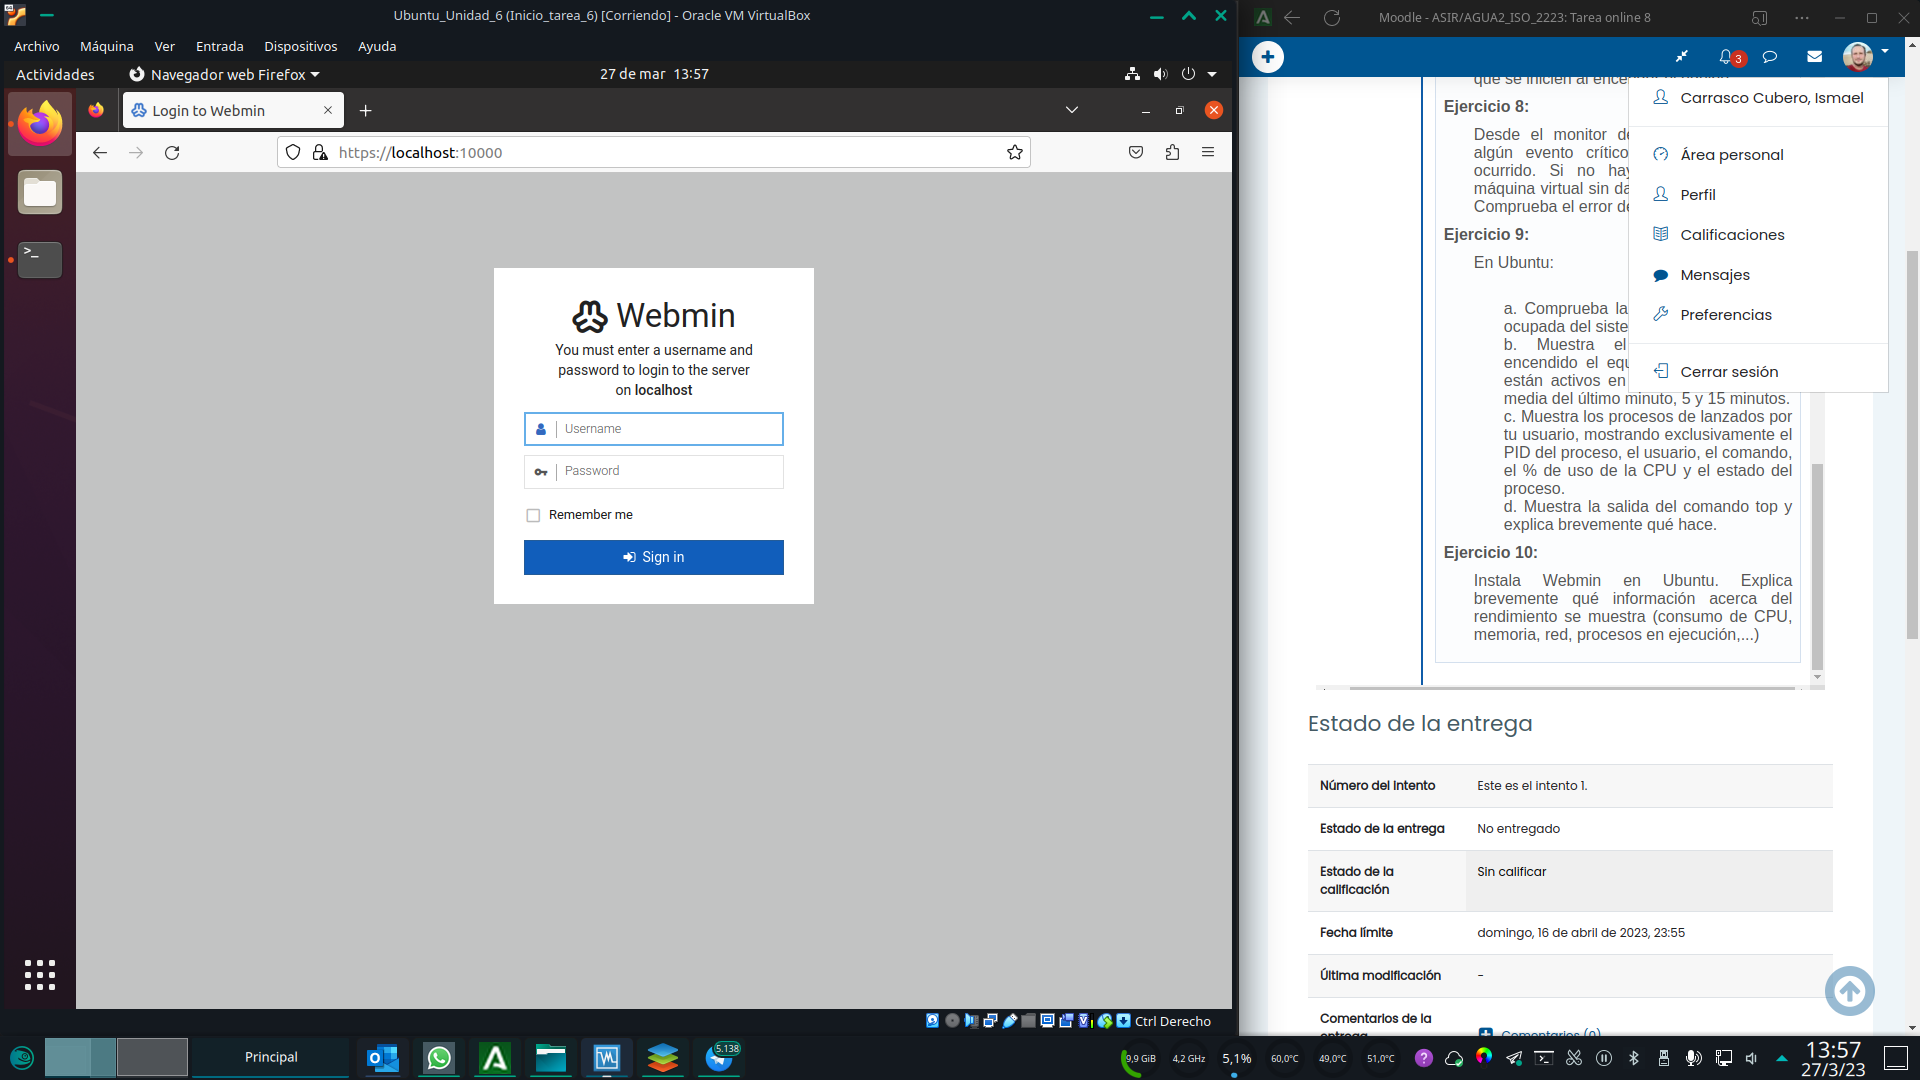 Ubuntu_Unidad_6 (Inicio_tarea_6) [Corriendo] - Oracle VM VirtualBox
Archivo Máquina Ver Entrada Dispositivos Ayuda
Actividades Navegador web Firefox 27 de mar 13:57
Login to Webmin
https://localhost:10000
Webmin
You must enter a username and
password to login to the server
on localhost
Username
Password
Remember me
Sign in
Ctrl Derecho
Moodle - ASIR/AGUA2_ISO_2223: Tarea online 8
3
Carrasco Cubero, Ismael
Área personal
Perfil
Calificaciones
Mensajes
Preferencias
Cerrar sesión
que se inicien al encender
Ejercicio 8:
Desde el monitor de
algún evento crítico
ocurrido. Si no hay
máquina virtual sin da
Comprueba el error de
Ejercicio 9:
En Ubuntu:
a. Comprueba la
ocupada del siste
b. Muestra el
encendido el equ
están activos en
media del último minuto, 5 y 15 minutos.
c. Muestra los procesos de lanzados por
tu usuario, mostrando exclusivamente el
PID del proceso, el usuario, el comando,
el % de uso de la CPU y el estado del
proceso.
d. Muestra la salida del comando top y
explica brevemente qué hace.
Ejercicio 10:
Instala Webmin en Ubuntu. Explica
brevemente qué información acerca del
rendimiento se muestra (consumo de CPU,
memoria, red, procesos en ejecución,...)
Estado de la entrega
Número del intento Este es el intento 1.
Estado de la entrega No entregado
Estado de la
calificación
Sin calificar
Fecha límite domingo, 16 de abril de 2023, 23:55
Última modificación -
Comentarios de la
entrega
Comentarios (0)
Principal
5.138
9,9 GiB 4,2 GHz 5,1% 60,0°C 49,0°C 51,0°C
13:57
27/3/23